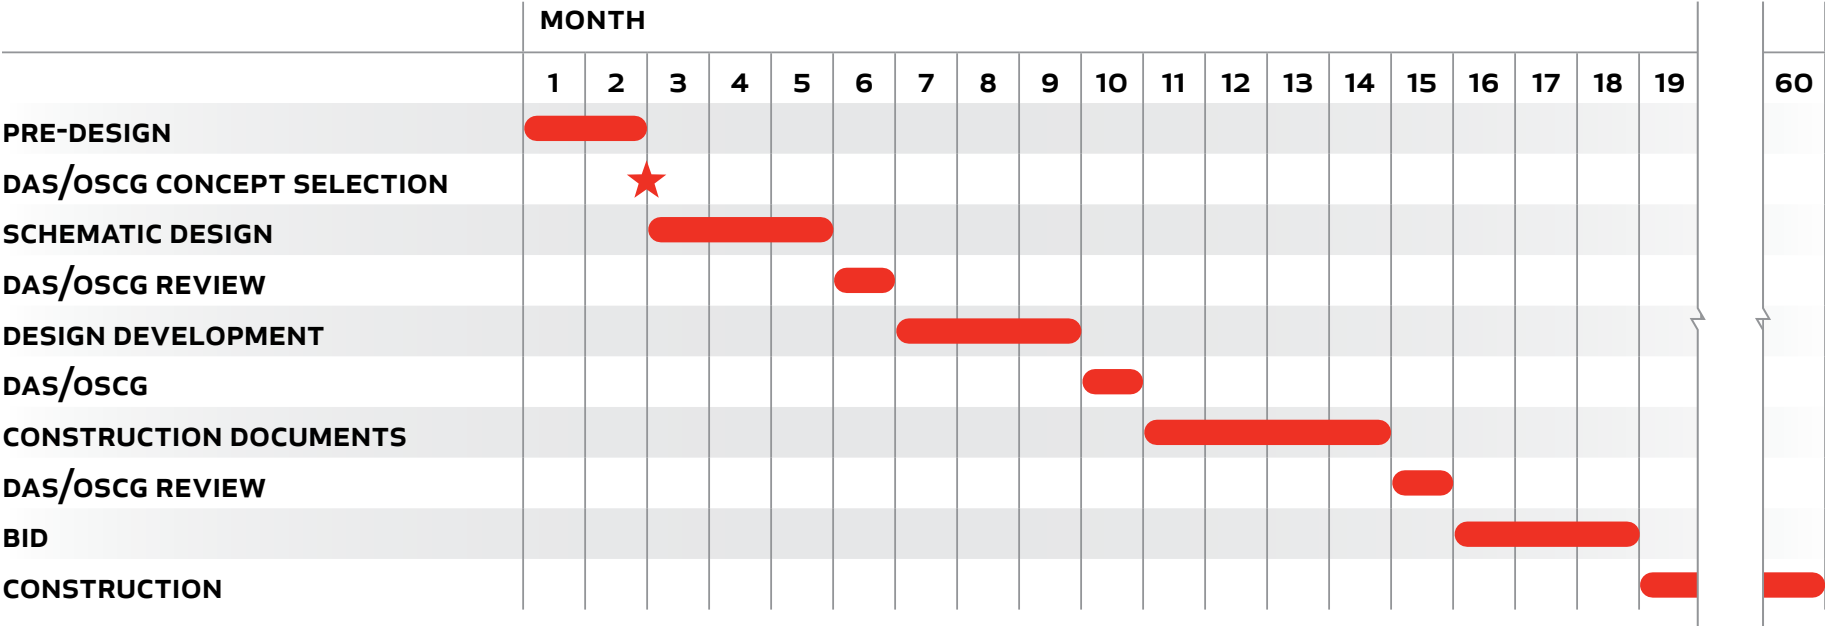 MONTH
1 2 3 4 5 6 7 8 9 10 11 12 13 14 15 16 17 18 19 60
PRE-DESIGN
DAS/OSCG CONCEPT SELECTION
SCHEMATIC DESIGN
DAS/OSCG REVIEW
DESIGN DEVELOPMENT
DAS/OSCG
CONSTRUCTION DOCUMENTS
DAS/OSCG REVIEW
BID
CONSTRUCTION